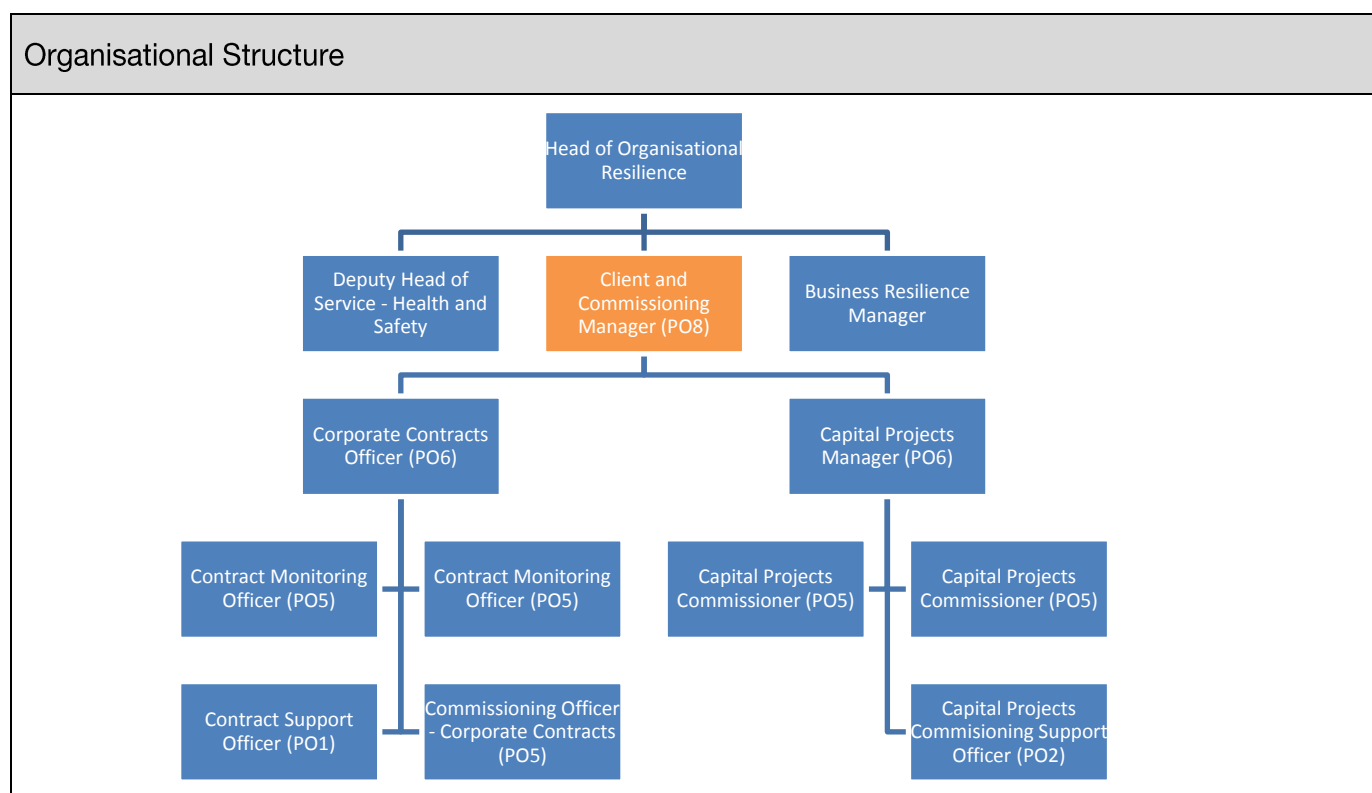 Organisational Structure
Head of Organisational
Resilience
Deputy Head of
Service - Health and
Safety
Client and
Commissioning
Manager (PO8)
Business Resilience
Manager
Corporate Contracts
Officer (PO6)
Capital Projects
Manager (PO6)
Contract Monitoring
Officer (PO5)
Contract Monitoring
Officer (PO5)
Capital Projects
Commissioner (PO5)
Capital Projects
Commissioner (PO5)
Contract Support
Officer (PO1)
Commissioning Officer
- Corporate Contracts
(PO5)
Capital Projects
Commisioning Support
Officer (PO2)